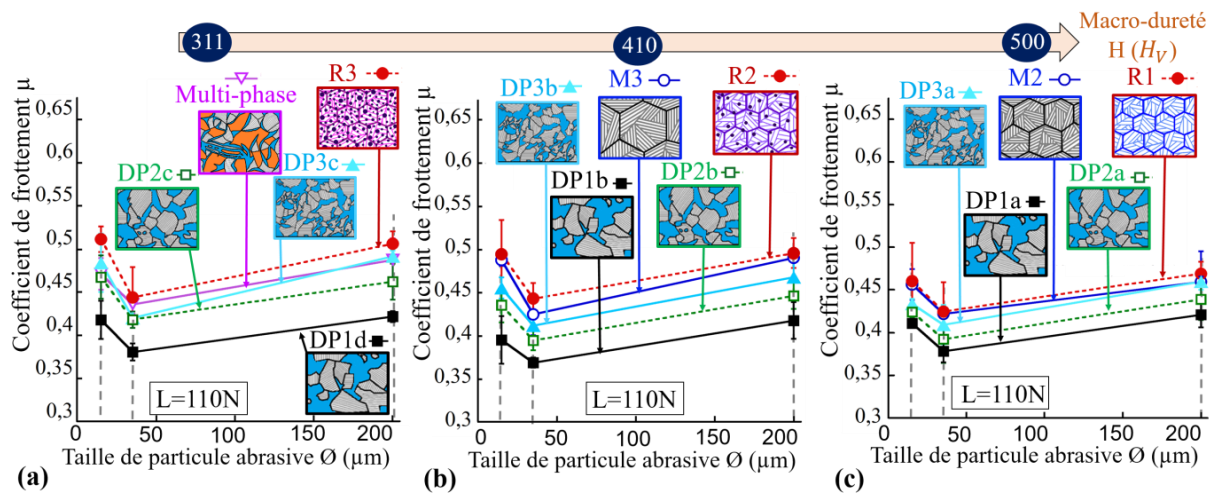 311
410
500
Macro-dureté
H (H_V)
Coefficient de frottement μ
0,65
0,6
0,55
0,5
0,45
0,4
0,35
0,3
Multi-phase
R3
DP2c
DP3c
DP1d
L=110N
0
50
100
150
200
Taille de particule abrasive Ø (µm)
(a)
Coefficient de frottement μ
0,65
0,6
0,55
0,5
0,45
0,4
0,35
0,3
DP3b
M3
R2
DP1b
DP2b
L=110N
0
50
100
150
200
Taille de particule abrasive Ø (µm)
(b)
Coefficient de frottement μ
0,65
0,6
0,55
0,5
0,45
0,4
0,35
0,3
DP3a
M2
R1
DP1a
DP2a
L=110N
0
50
100
150
200
Taille de particule abrasive Ø (µm)
(c)